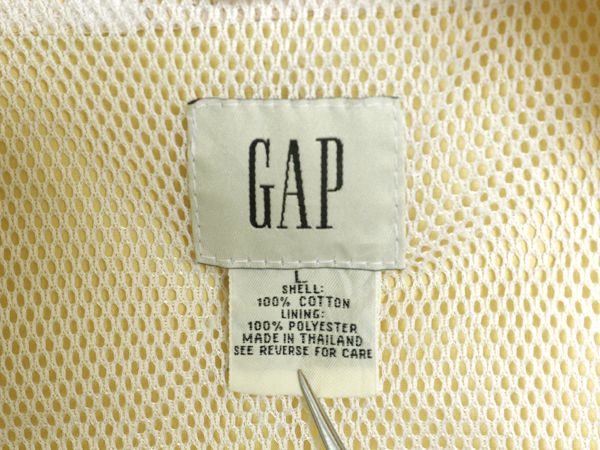 GAP
L
SHELL:
100% COTTON
LINING:
100% POLYESTER
MADE IN THAILAND
SEE REVERSE FOR CARE